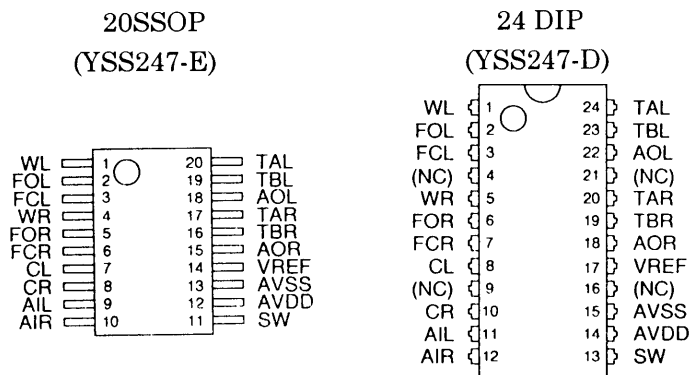 20SSOP
(YSS247-E)
WL 1 20 TAL
FOL 2 19 TBL
FCL 3 18 AOL
WR 4 17 TAR
FOR 5 16 TBR
FCR 6 15 AOR
CL 7 14 VREF
CR 8 13 AVSS
AIL 9 12 AVDD
AIR 10 11 SW
24 DIP
(YSS247-D)
WL 1 24 TAL
FOL 2 23 TBL
FCL 3 22 AOL
(NC) 4 21 (NC)
WR 5 20 TAR
FOR 6 19 TBR
FCR 7 18 AOR
CL 8 17 VREF
(NC) 9 16 (NC)
CR 10 15 AVSS
AIL 11 14 AVDD
AIR 12 13 SW